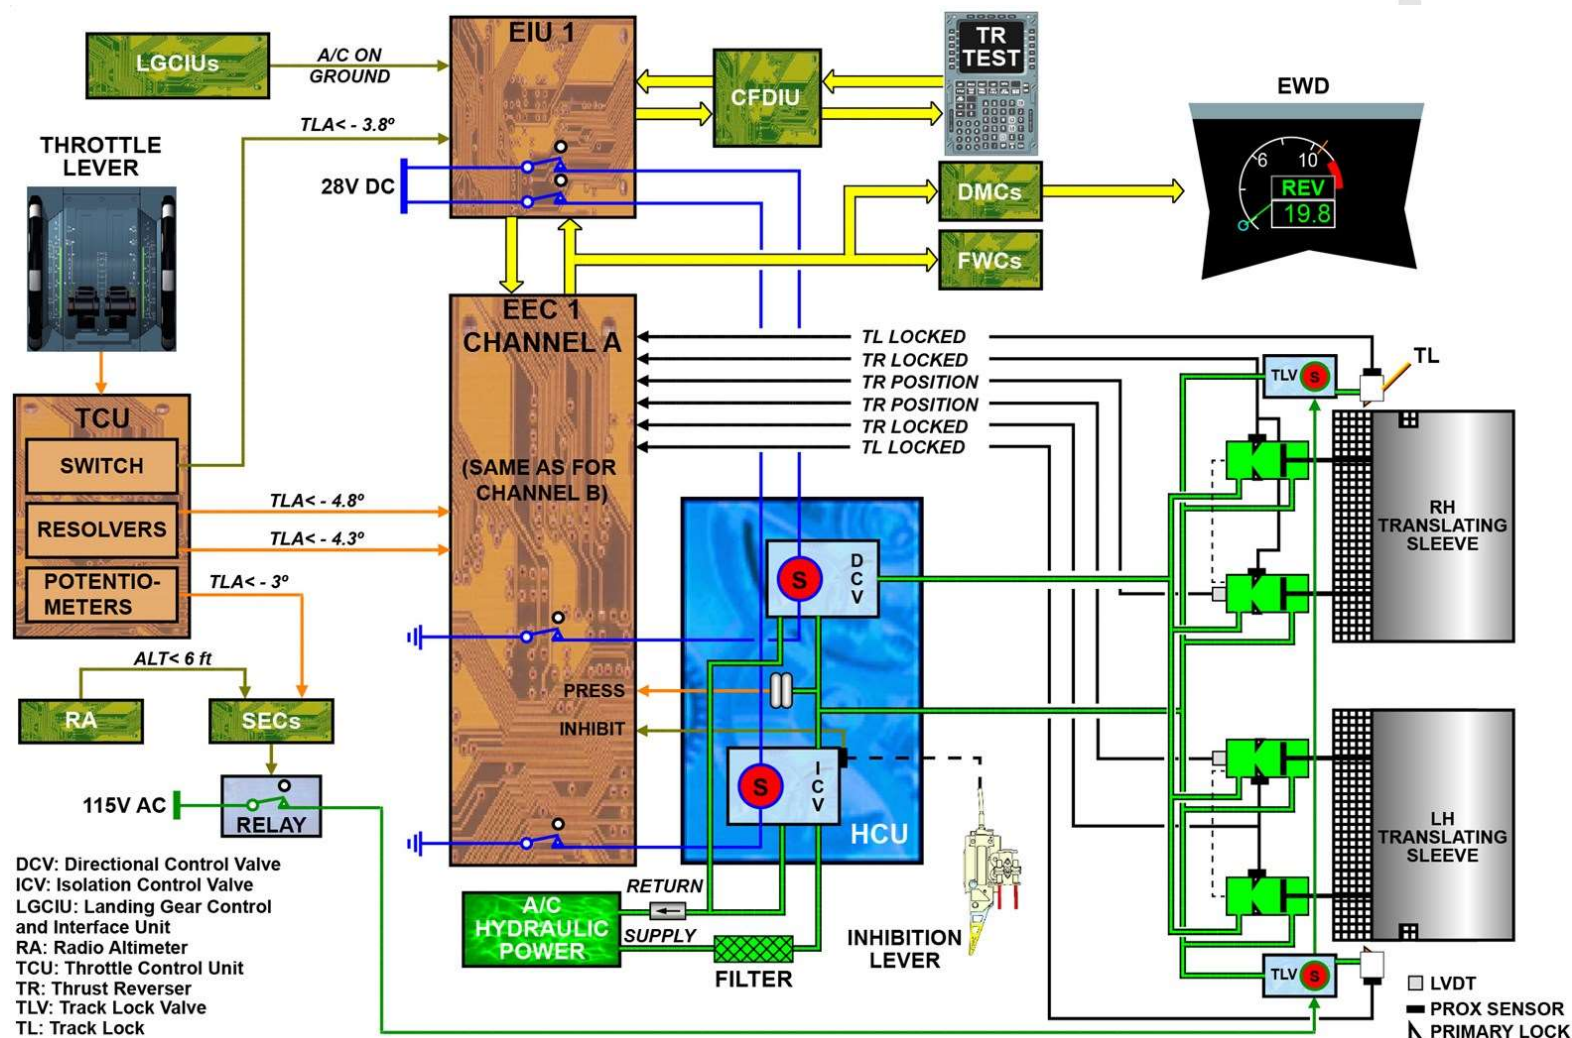 EIU 1
LGCIUs
A/C ON
GROUND
TR
TEST
CFDIU
EWD
TLA< - 3.8º
THROTTLE
LEVER
28V DC
6
10
REV
19.8
DMCs
FWCs
EEC 1
CHANNEL A
TL LOCKED
TR LOCKED
TR POSITION
TR POSITION
TR LOCKED
TL LOCKED
TLV
S
TL
TCU
SWITCH
(SAME AS FOR
CHANNEL B)
TLA< - 4.8º
RESOLVERS
TLA< - 4.3º
RH
TRANSLATING
SLEEVE
POTENTIO-
METERS
TLA< - 3º
S
D
C
V
ALT< 6 ft
PRESS
RA
SECs
INHIBIT
S
I
C
V
115V AC
RELAY
HCU
LH
TRANSLATING
SLEEVE
DCV: Directional Control Valve
ICV: Isolation Control Valve
LGCIU: Landing Gear Control
and Interface Unit
RA: Radio Altimeter
TCU: Throttle Control Unit
TR: Thrust Reverser
TLV: Track Lock Valve
TL: Track Lock
RETURN
A/C
HYDRAULIC
POWER
SUPPLY
FILTER
INHIBITION
LEVER
TLV
S
LVDT
PROX SENSOR
PRIMARY LOCK